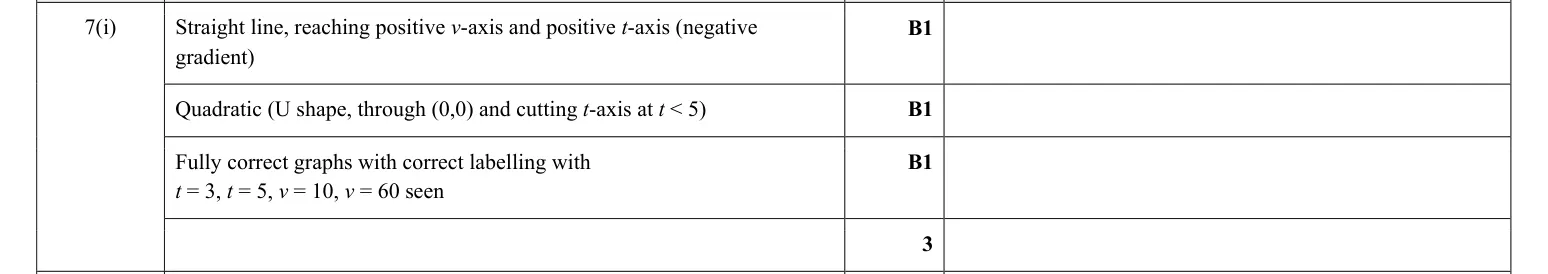 7(i) Straight line, reaching positive v-axis and positive t-axis (negative B1
gradient)
Quadratic (U shape, through (0,0) and cutting t-axis at t < 5) B1
Fully correct graphs with correct labelling with B1
t = 3, t = 5, v = 10, v = 60 seen
3